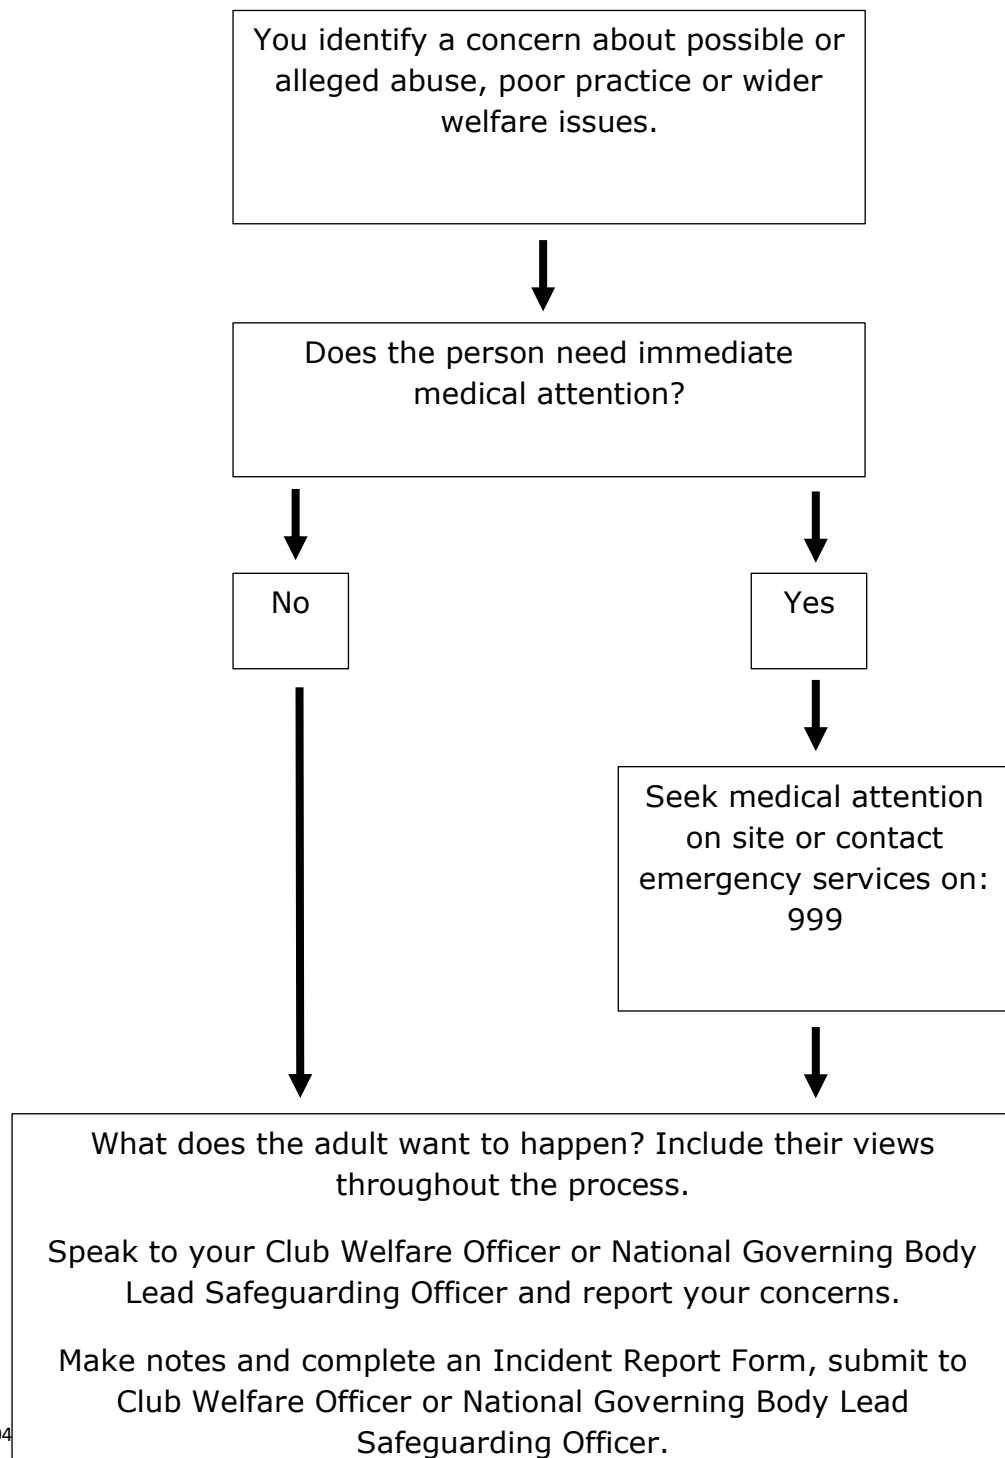 You identify a concern about possible or
alleged abuse, poor practice or wider
welfare issues.
Does the person need immediate
medical attention?
No
Yes
Seek medical attention
on site or contact
emergency services on:
999
What does the adult want to happen? Include their views
throughout the process.
Speak to your Club Welfare Officer or National Governing Body
Lead Safeguarding Officer and report your concerns.
Make notes and complete an Incident Report Form, submit to
Club Welfare Officer or National Governing Body Lead
Safeguarding Officer.